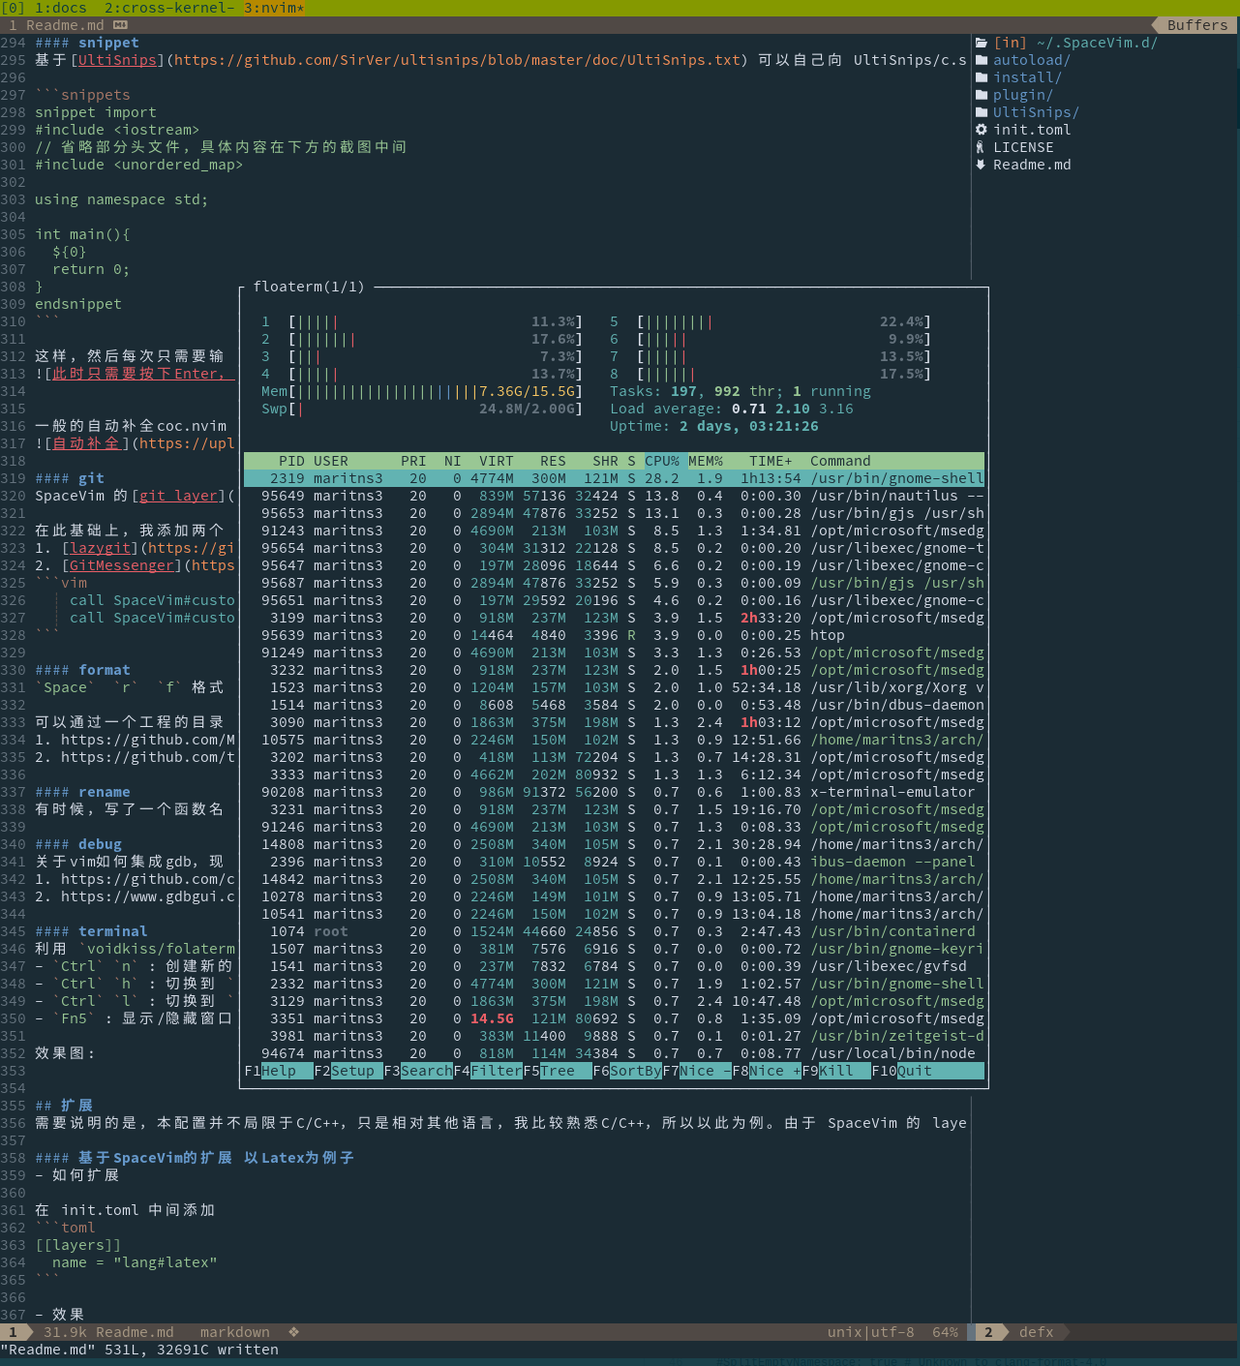 [0] 1:docs  2:cross-kernel- 3:nvim*
1 Readme.md Buffers
294 #### snippet
295 基于[UltiSnips](https://github.com/SirVer/ultisnips/blob/master/doc/UltiSnips.txt) 可以自己向 UltiSnips/c.s
296
297 ```snippets
298 snippet import
299 #include <iostream>
300 // 省略部分头文件，具体内容在下方的截图中间
301 #include <unordered_map>
302
303 using namespace std;
304
305 int main(){
306   ${0}
307   return 0;
308 }
309 endsnippet
310 ```
311
312 这样，然后每次只需要输
313 ![此时只需要按下Enter，
314
315
316 一般的自动补全coc.nvim
317 ![自动补全](https://upl
318
319 #### git
320 SpaceVim 的[git layer](
321
322 在此基础上，我添加两个
323 1. [lazygit](https://gi
324 2. [GitMessenger](https
325 ```vim
326     call SpaceVim#custo
327     call SpaceVim#custo
328 ```
329
330 #### format
331 `Space` `r` `f` 格式
332
333 可以通过一个工程的目录
334 1. https://github.com/M
335 2. https://github.com/t
336
337 #### rename
338 有时候，写了一个函数名
339
340 #### debug
341 关于vim如何集成gdb，现
342 1. https://github.com/c
343 2. https://www.gdbgui.c
344
345 #### terminal
346 利用 `voidkiss/folaterm
347 - `Ctrl` `n` : 创建新的
348 - `Ctrl` `h` : 切换到 `
349 - `Ctrl` `l` : 切换到 `
350 - `Fn5` : 显示/隐藏窗口
351
352 效果图:
353
354
355 ## 扩展
356 需要说明的是，本配置并不局限于C/C++，只是相对其他语言，我比较熟悉C/C++，所以以此为例。由于 SpaceVim 的 laye
357
358 #### 基于SpaceVim的扩展 以Latex为例子
359 - 如何扩展
360
361 在 init.toml 中间添加
362 ```toml
363 [[layers]]
364   name = "lang#latex"
365 ```
366
367 - 效果
floaterm(1/1)
1 [||||| 11.3%] 5 [|||||||| 22.4%]
2 [||||||| 17.6%] 6 [||||| 9.9%]
3 [||| 7.3%] 7 [||||| 13.5%]
4 [||||| 13.7%] 8 [|||||| 17.5%]
Mem[|||||||||||||||||||||7.36G/15.5G] Tasks: 197, 992 thr; 1 running
Swp[| 24.8M/2.00G] Load average: 0.71 2.10 3.16
Uptime: 2 days, 03:21:26
PID USER PRI NI VIRT RES SHR S CPU% MEM% TIME+ Command
2319 maritns3 20 0 4774M 300M 121M S 28.2 1.9 1h13:54 /usr/bin/gnome-shell
95649 maritns3 20 0 839M 57136 32424 S 13.8 0.4 0:00.30 /usr/bin/nautilus --
95653 maritns3 20 0 2894M 47876 33252 S 13.1 0.3 0:00.28 /usr/bin/gjs /usr/sh
91243 maritns3 20 0 4690M 213M 103M S 8.5 1.3 1:34.81 /opt/microsoft/msedg
95654 maritns3 20 0 304M 31312 22128 S 8.5 0.2 0:00.20 /usr/libexec/gnome-t
95647 maritns3 20 0 197M 28096 18644 S 6.6 0.2 0:00.19 /usr/libexec/gnome-c
95687 maritns3 20 0 2894M 47876 33252 S 5.9 0.3 0:00.09 /usr/bin/gjs /usr/sh
95651 maritns3 20 0 197M 29592 20196 S 4.6 0.2 0:00.16 /usr/libexec/gnome-c
3199 maritns3 20 0 918M 237M 123M S 3.9 1.5 2h33:20 /opt/microsoft/msedg
95639 maritns3 20 0 14464 4840 3396 R 3.9 0.0 0:00.25 htop
91249 maritns3 20 0 4690M 213M 103M S 3.3 1.3 0:26.53 /opt/microsoft/msedg
3232 maritns3 20 0 918M 237M 123M S 2.0 1.5 1h00:25 /opt/microsoft/msedg
1523 maritns3 20 0 1204M 157M 103M S 2.0 1.0 52:34.18 /usr/lib/xorg/Xorg v
1514 maritns3 20 0 8608 5468 3584 S 2.0 0.0 0:53.48 /usr/bin/dbus-daemon
3090 maritns3 20 0 1863M 375M 198M S 1.3 2.4 1h03:12 /opt/microsoft/msedg
10575 maritns3 20 0 2246M 150M 102M S 1.3 0.9 12:51.66 /home/maritns3/arch/
3202 maritns3 20 0 418M 113M 72204 S 1.3 0.7 14:28.31 /opt/microsoft/msedg
3333 maritns3 20 0 4662M 202M 80932 S 1.3 1.3 6:12.34 /opt/microsoft/msedg
90208 maritns3 20 0 986M 91372 56200 S 0.7 0.6 1:00.83 x-terminal-emulator
3231 maritns3 20 0 918M 237M 123M S 0.7 1.5 19:16.70 /opt/microsoft/msedg
91246 maritns3 20 0 4690M 213M 103M S 0.7 1.3 0:08.33 /opt/microsoft/msedg
14808 maritns3 20 0 2508M 340M 105M S 0.7 2.1 30:28.94 /home/maritns3/arch/
2396 maritns3 20 0 310M 10552 8924 S 0.7 0.1 0:00.43 ibus-daemon --panel
14842 maritns3 20 0 2508M 340M 105M S 0.7 2.1 12:25.55 /home/maritns3/arch/
10278 maritns3 20 0 2246M 149M 101M S 0.7 0.9 13:05.71 /home/maritns3/arch/
10541 maritns3 20 0 2246M 150M 102M S 0.7 0.9 13:04.18 /home/maritns3/arch/
1074 root 20 0 1524M 44660 24856 S 0.7 0.3 2:47.43 /usr/bin/containerd
1507 maritns3 20 0 381M 7576 6916 S 0.7 0.0 0:00.72 /usr/bin/gnome-keyri
1541 maritns3 20 0 237M 7832 6784 S 0.7 0.0 0:00.39 /usr/libexec/gvfsd
2332 maritns3 20 0 4774M 300M 121M S 0.7 1.9 1:02.57 /usr/bin/gnome-shell
3129 maritns3 20 0 1863M 375M 198M S 0.7 2.4 10:47.48 /opt/microsoft/msedg
3351 maritns3 20 0 14.5G 121M 80692 S 0.7 0.8 1:35.09 /opt/microsoft/msedg
3981 maritns3 20 0 383M 11400 9888 S 0.7 0.1 0:01.27 /usr/bin/zeitgeist-d
94674 maritns3 20 0 818M 114M 34384 S 0.7 0.7 0:08.77 /usr/local/bin/node
F1Help F2Setup F3SearchF4FilterF5Tree F6SortByF7Nice -F8Nice +F9Kill F10Quit
[in] ~/.SpaceVim.d/
autoload/
install/
plugin/
UltiSnips/
init.toml
LICENSE
Readme.md
1 31.9k Readme.md markdown ❖ unix|utf-8 64% 2 defx
"Readme.md" 531L, 32691C written